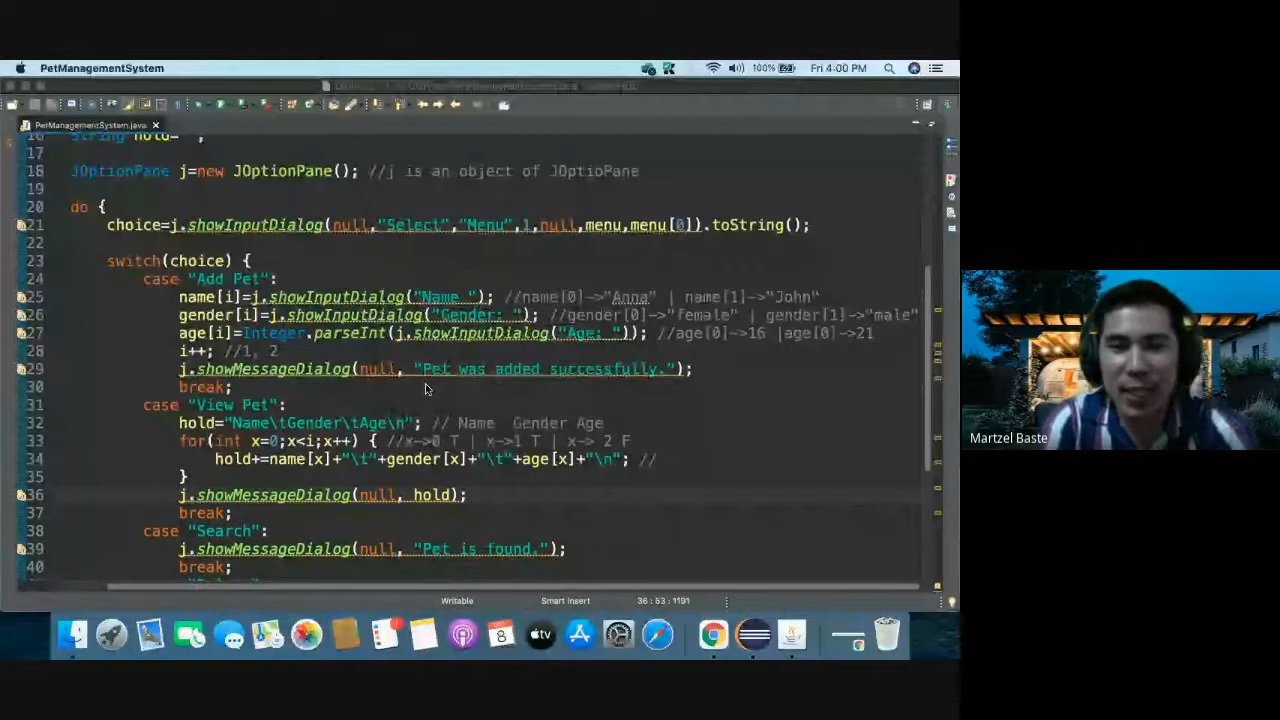 PetManagementSystem
100%
Fri 4:00 PM
PetManagementSystem.java
16 String hold=" ";
17
18 JOptionPane j=new JOptionPane(); //j is an object of JOptioPane
19
20 do {
21 choice=j.showInputDialog(null,"Select","Menu",1,null,menu,menu[0]).toString();
22
23 switch(choice) {
24 case "Add Pet":
25 name[i]=j.showInputDialog("Name "); //name[0]->"Anna" | name[1]->"John"
26 gender[i]=j.showInputDialog("Gender: "); //gender[0]->"female" | gender[1]->"male"
27 age[i]=Integer.parseInt(j.showInputDialog("Age: ")); //age[0]->16 |age[0]->21
28 i++; //1, 2
29 j.showMessageDialog(null, "Pet was added successfully.");
30 break;
31 case "View Pet":
32 hold="Name\tGender\tAge\n"; // Name Gender Age
33 for(int x=0;x<i;x++) { //x->0 T | x->1 T | x-> 2 F
34 hold+=name[x]+"\t"+gender[x]+"\t"+age[x]+"\n"; //
35 }
36 j.showMessageDialog(null, hold);
37 break;
38 case "Search":
39 j.showMessageDialog(null, "Pet is found.");
40 break;
Writable
Smart Insert
36 : 53 : 1191
8
tv
Martzel Baste